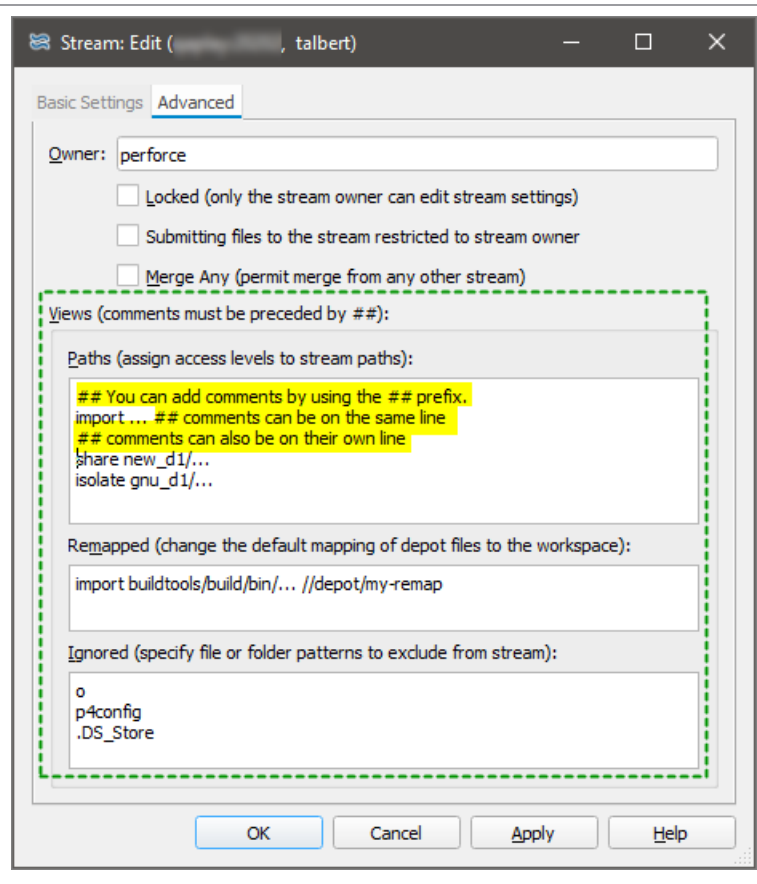 Stream: Edit ( , talbert)
Basic Settings Advanced
Owner: perforce
Locked (only the stream owner can edit stream settings)
Submitting files to the stream restricted to stream owner
Merge Any (permit merge from any other stream)
Views (comments must be preceded by ##):
Paths (assign access levels to stream paths):
## You can add comments by using the ## prefix.
import ... ## comments can be on the same line
## comments can also be on their own line
share new_d1/...
isolate gnu_d1/...
Remapped (change the default mapping of depot files to the workspace):
import buildtools/build/bin/... //depot/my-remap
Ignored (specify file or folder patterns to exclude from stream):
o
p4config
.DS_Store
OK Cancel Apply Help